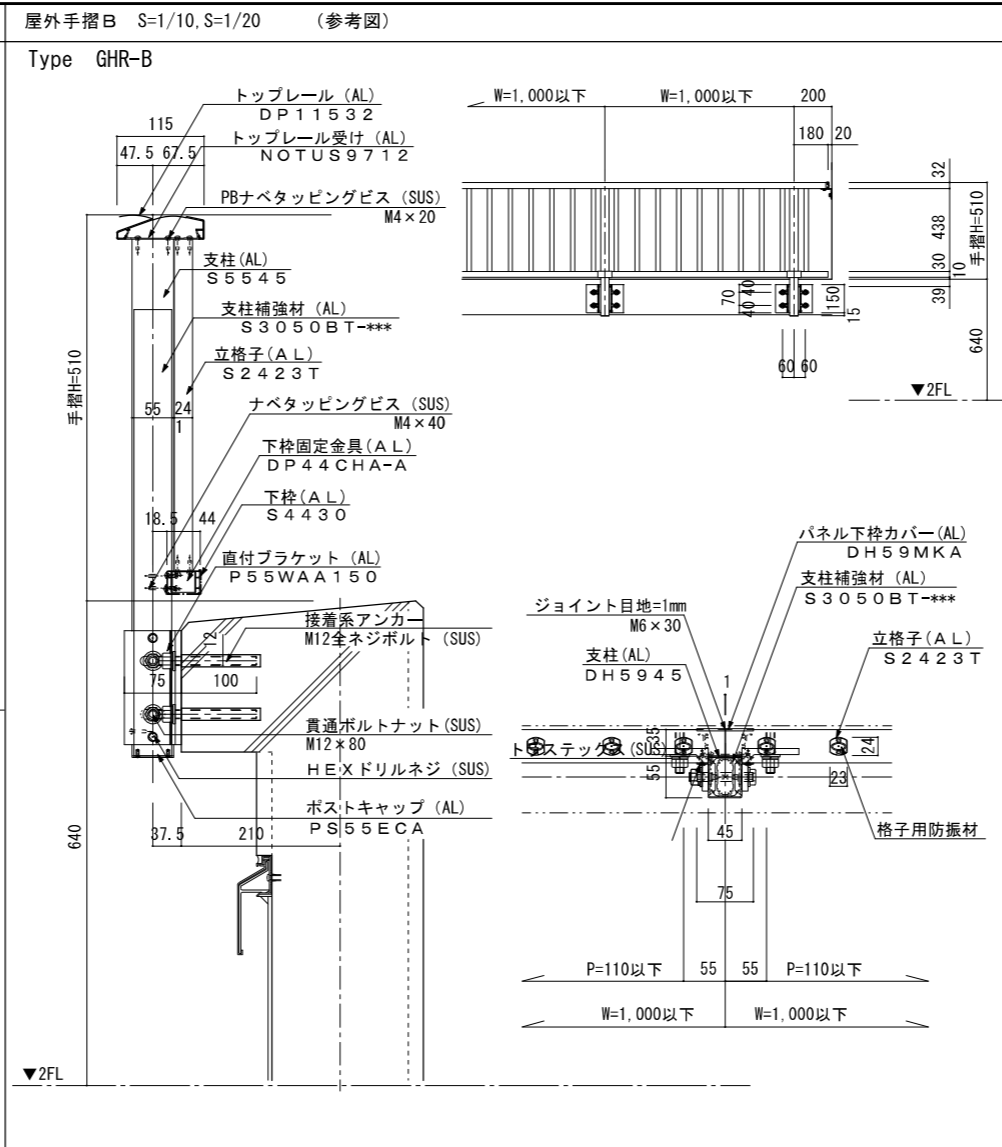 屋外手摺Ｂ S=1/10,S=1/20 （参考図）
Type GHR-B
トップレール (AL)
ＤＰ１１５３２
115
47.5 67.5
トップレール受け (AL)
ＮＯＴＵＳ９７１２
PBナベタッピングビス (SUS)
M4×20
支柱(AL)
Ｓ５５４５
支柱補強材 (AL)
Ｓ３０５０ＢＴ-***
立格子(ＡＬ)
Ｓ２４２３Ｔ
手摺H=510
55 24
1
ナベタッピングビス (SUS)
M4×40
下枠固定金具(ＡＬ)
ＤＰ４４ＣＨＡ-Ａ
下枠(ＡＬ)
Ｓ４４３０
18.5 44
直付ブラケット (AL)
Ｐ５５ＷＡＡ１５０
接着系アンカー
M12全ネジボルト (SUS)
12
75 100
貫通ボルトナット(SUS)
M12×80
ＨＥＸドリルネジ (SUS)
ポストキャップ (AL)
ＰＳ５５ＥＣＡ
37.5 210
640
▼2FL
W=1,000以下 W=1,000以下 200
180 20
32
438
30
10
39
手摺H=510
640
40
70
40
150
15
60 60
▼2FL
パネル下枠カバー(AL)
ＤＨ５９ＭＫＡ
支柱補強材 (AL)
Ｓ３０５０ＢＴ-***
ジョイント目地=1mm
M6×30
立格子(ＡＬ)
Ｓ２４２３Ｔ
支柱(AL)
ＤＨ５９４５
1
35
55
24
23
45
格子用防振材
75
P=110以下 55 55 P=110以下
W=1,000以下 W=1,000以下